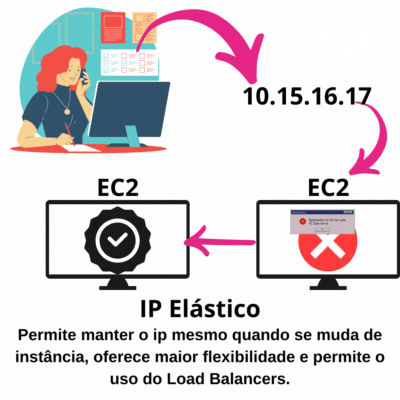 10.15.16.17
EC2
EC2
IP Elástico
Permite manter o ip mesmo quando se muda de
instância, oferece maior flexibilidade e permite o
uso do Load Balancers.